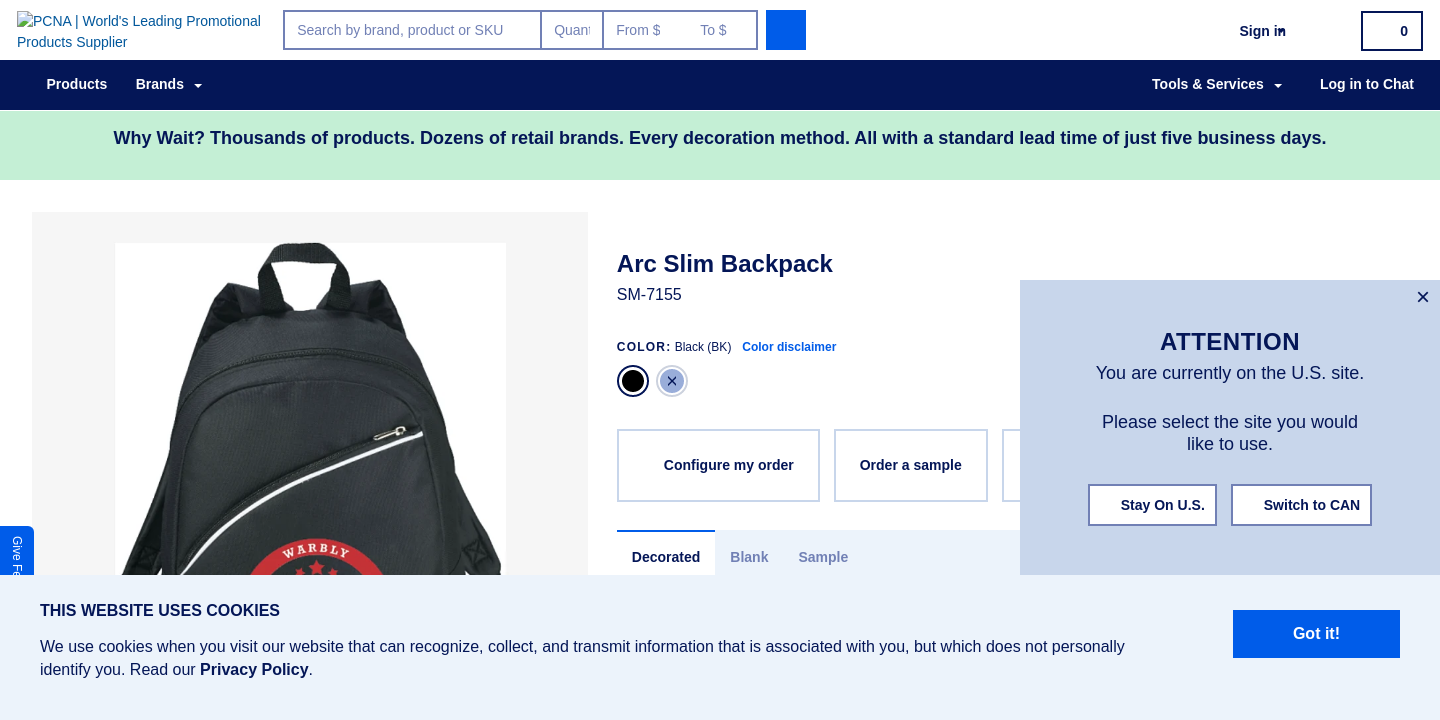 PCNA | World's Leading Promotional
Products Supplier
Search by brand, product or SKU
From $
To $
Sign in
0
Products
Brands
Tools & Services
Log in to Chat
Why Wait? Thousands of products. Dozens of retail brands. Every decoration method. All with a standard lead time of just five business days.
Arc Slim Backpack
SM-7155
COLOR: Black (BK) Color disclaimer
Configure my order
Order a sample
Decorated
Blank
Sample
WARBLY
ATTENTION
You are currently on the U.S. site.
Please select the site you would
like to use.
Stay On U.S.
Switch to CAN
Give
THIS WEBSITE USES COOKIES
We use cookies when you visit our website that can recognize, collect, and transmit information that is associated with you, but which does not personally
identify you. Read our Privacy Policy.
Got it!